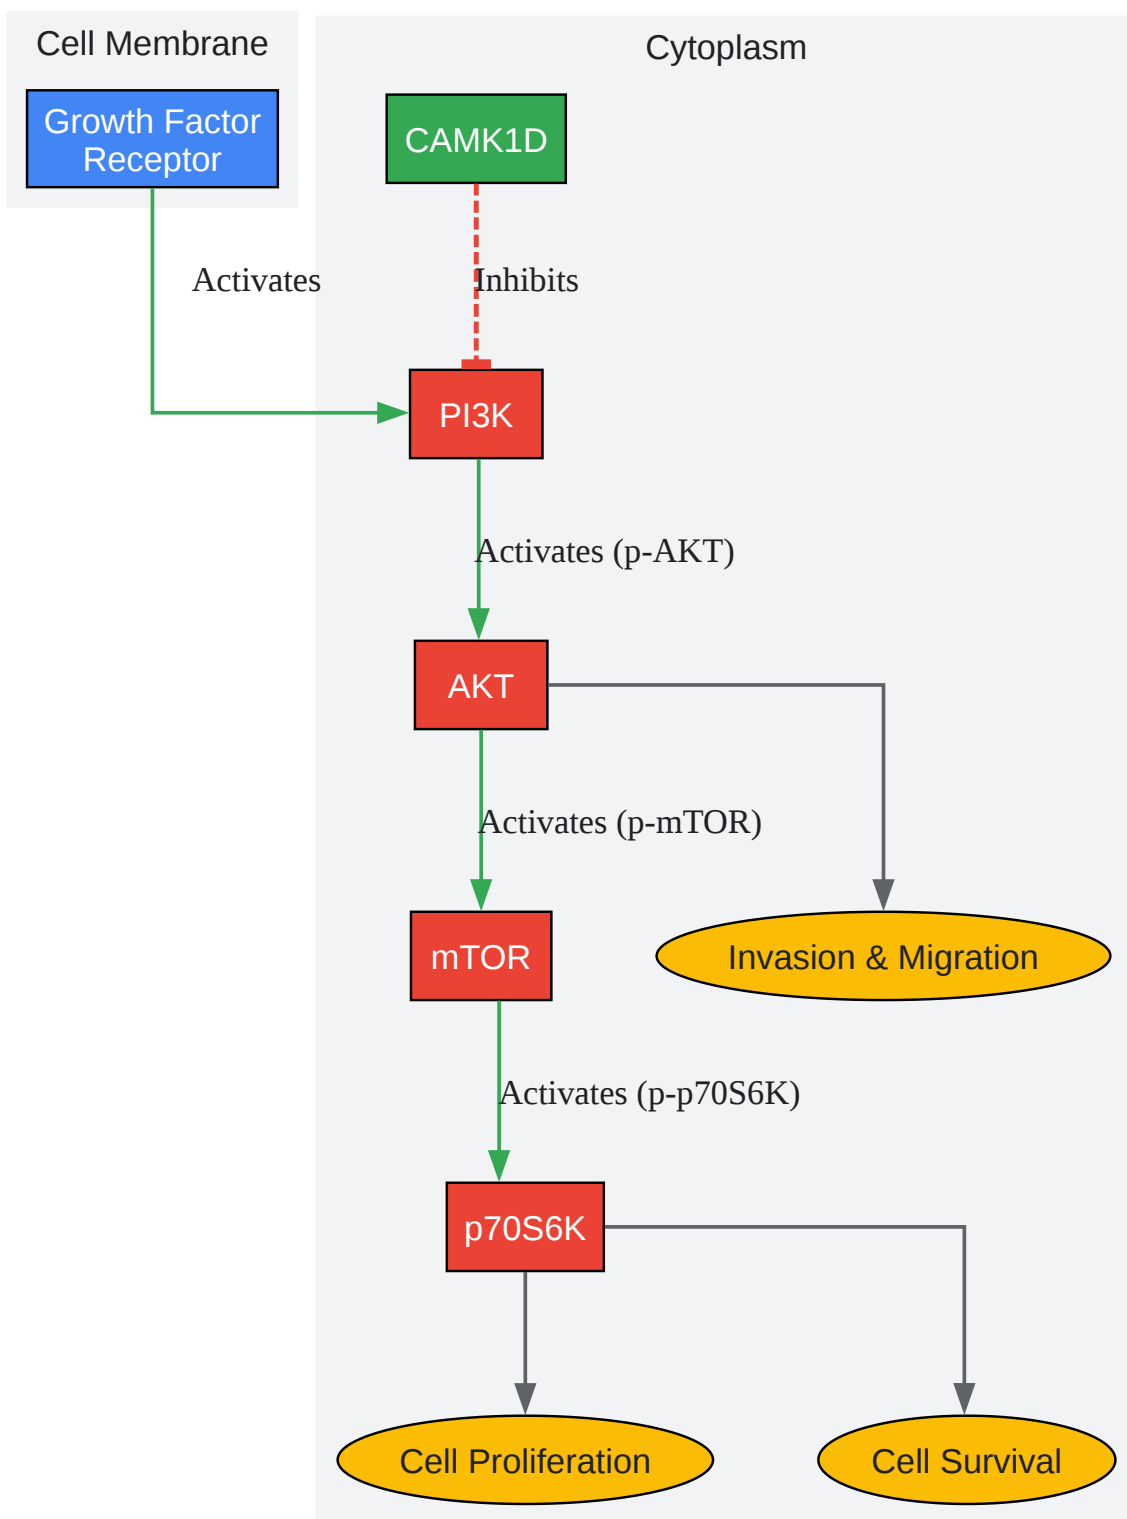 Cell Membrane
Cytoplasm
Growth Factor
Receptor
CAMK1D
Activates
Inhibits
PI3K
Activates (p-AKT)
AKT
Activates (p-mTOR)
mTOR
Invasion & Migration
Activates (p-p70S6K)
p70S6K
Cell Proliferation
Cell Survival